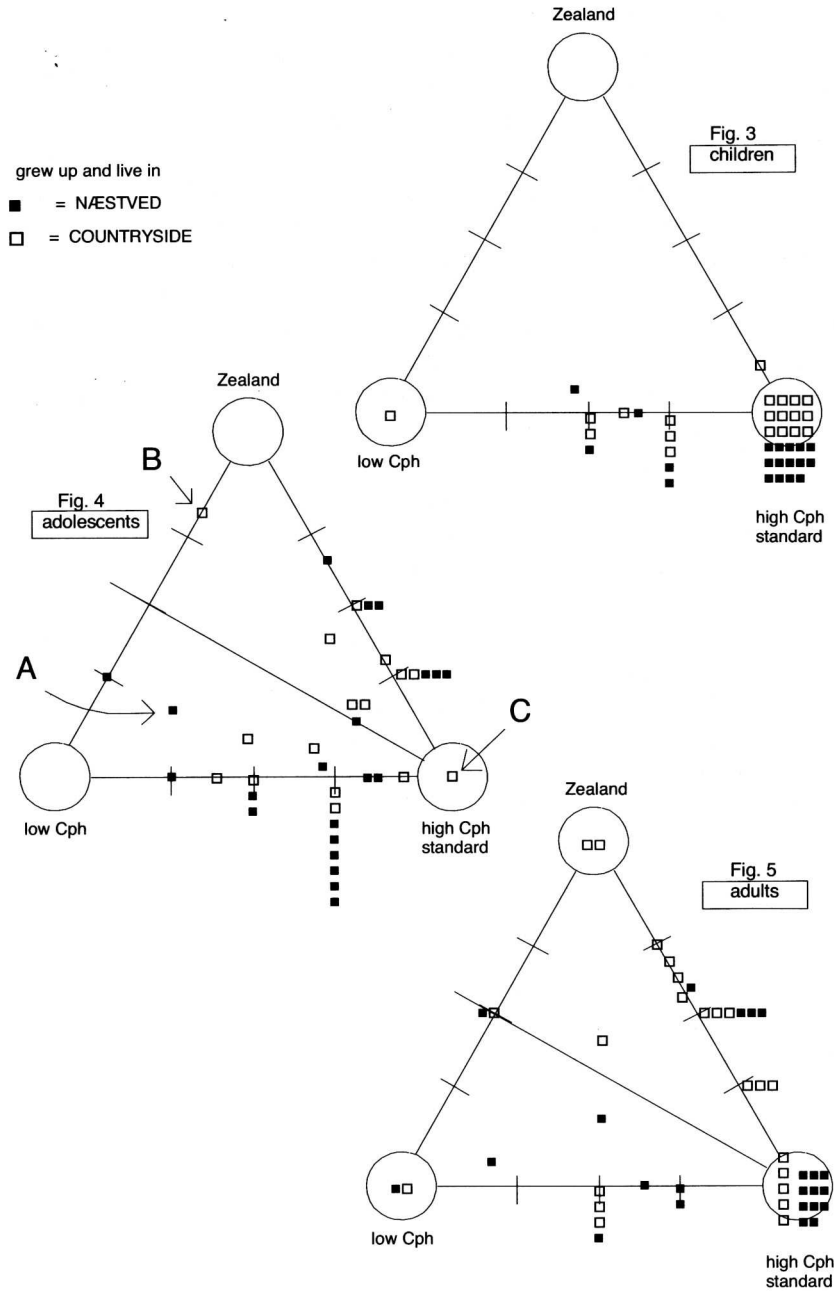 Zealand
Fig. 3
children
grew up and live in
■ = NÆSTVED
□ = COUNTRYSIDE
low Cph
high Cph
standard
Zealand
B
Fig. 4
adolescents
A
C
low Cph
high Cph
standard
Zealand
Fig. 5
adults
low Cph
high Cph
standard